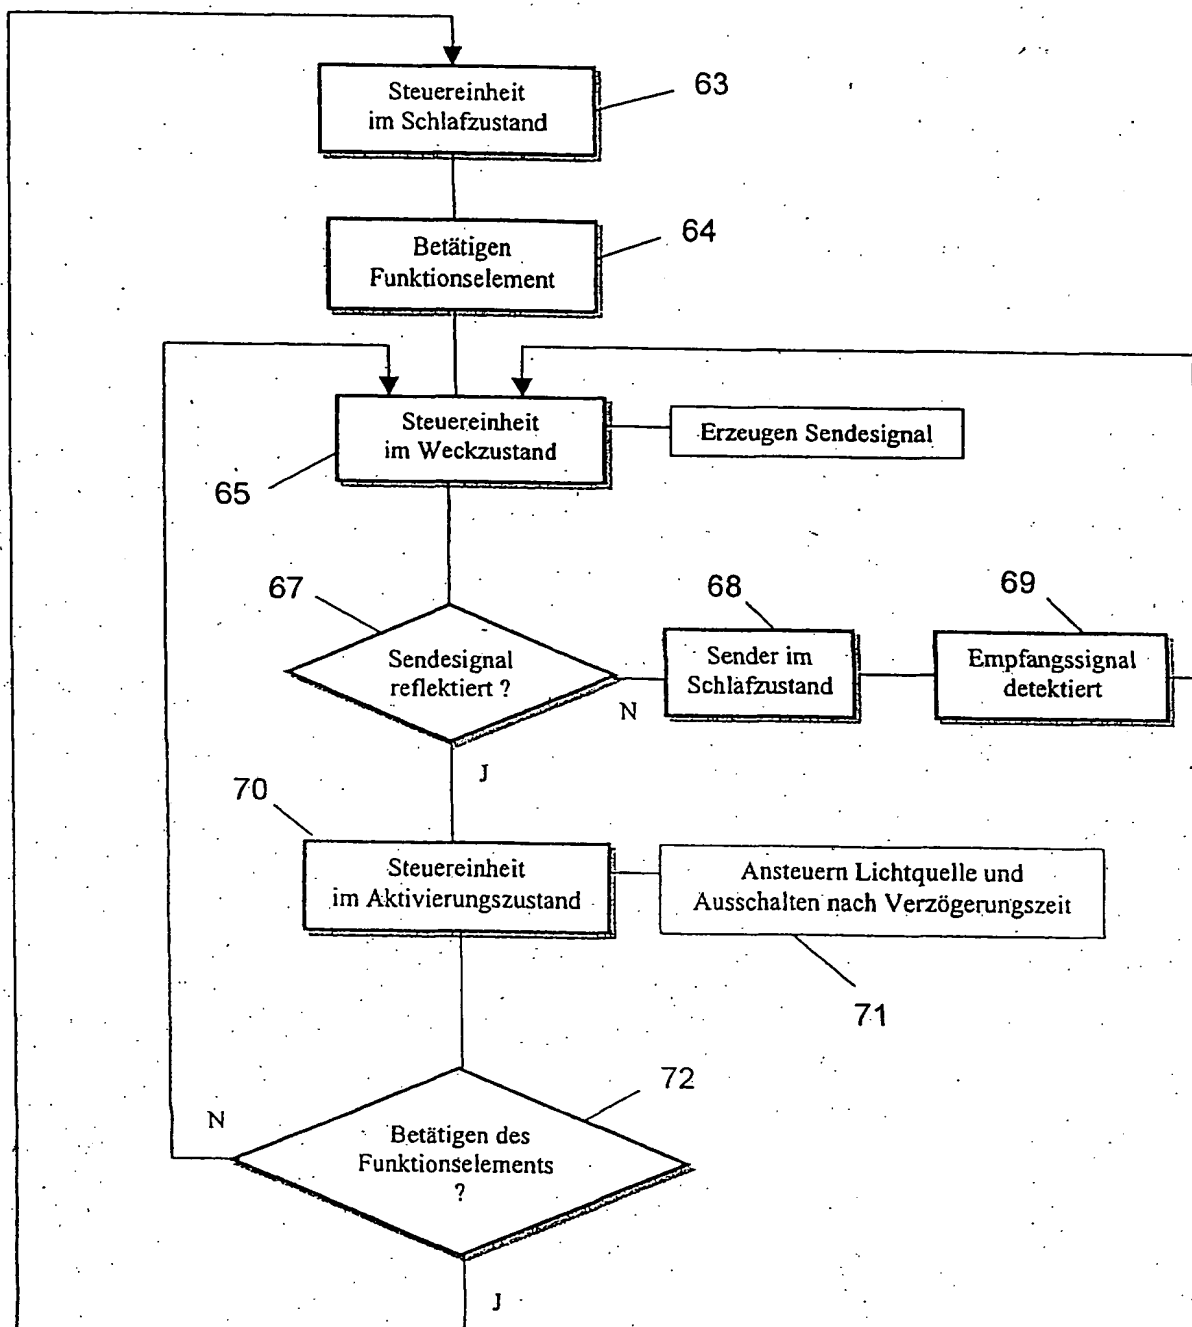 Steuereinheit
im Schlafzustand
63
Betätigen
Funktionselement
64
Steuereinheit
im Weckzustand
Erzeugen Sendesignal
65
67
Sendesignal
reflektiert ?
N
68
Sender im
Schlafzustand
69
Empfangssignal
detektiert
J
70
Steuereinheit
im Aktivierungszustand
Ansteuern Lichtquelle und
Ausschalten nach Verzögerungszeit
71
72
N
Betätigen des
Funktionselements
?
J